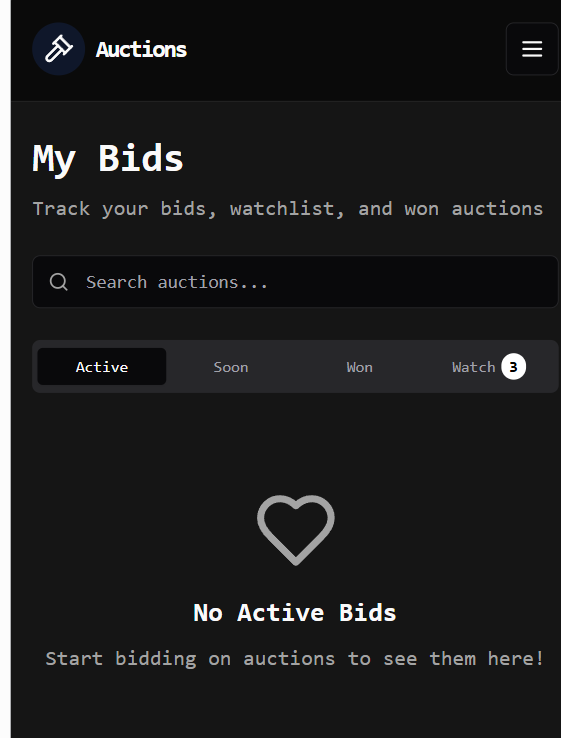 Auctions
My Bids
Track your bids, watchlist, and won auctions
Search auctions...
Active Soon Won Watch 3
No Active Bids
Start bidding on auctions to see them here!